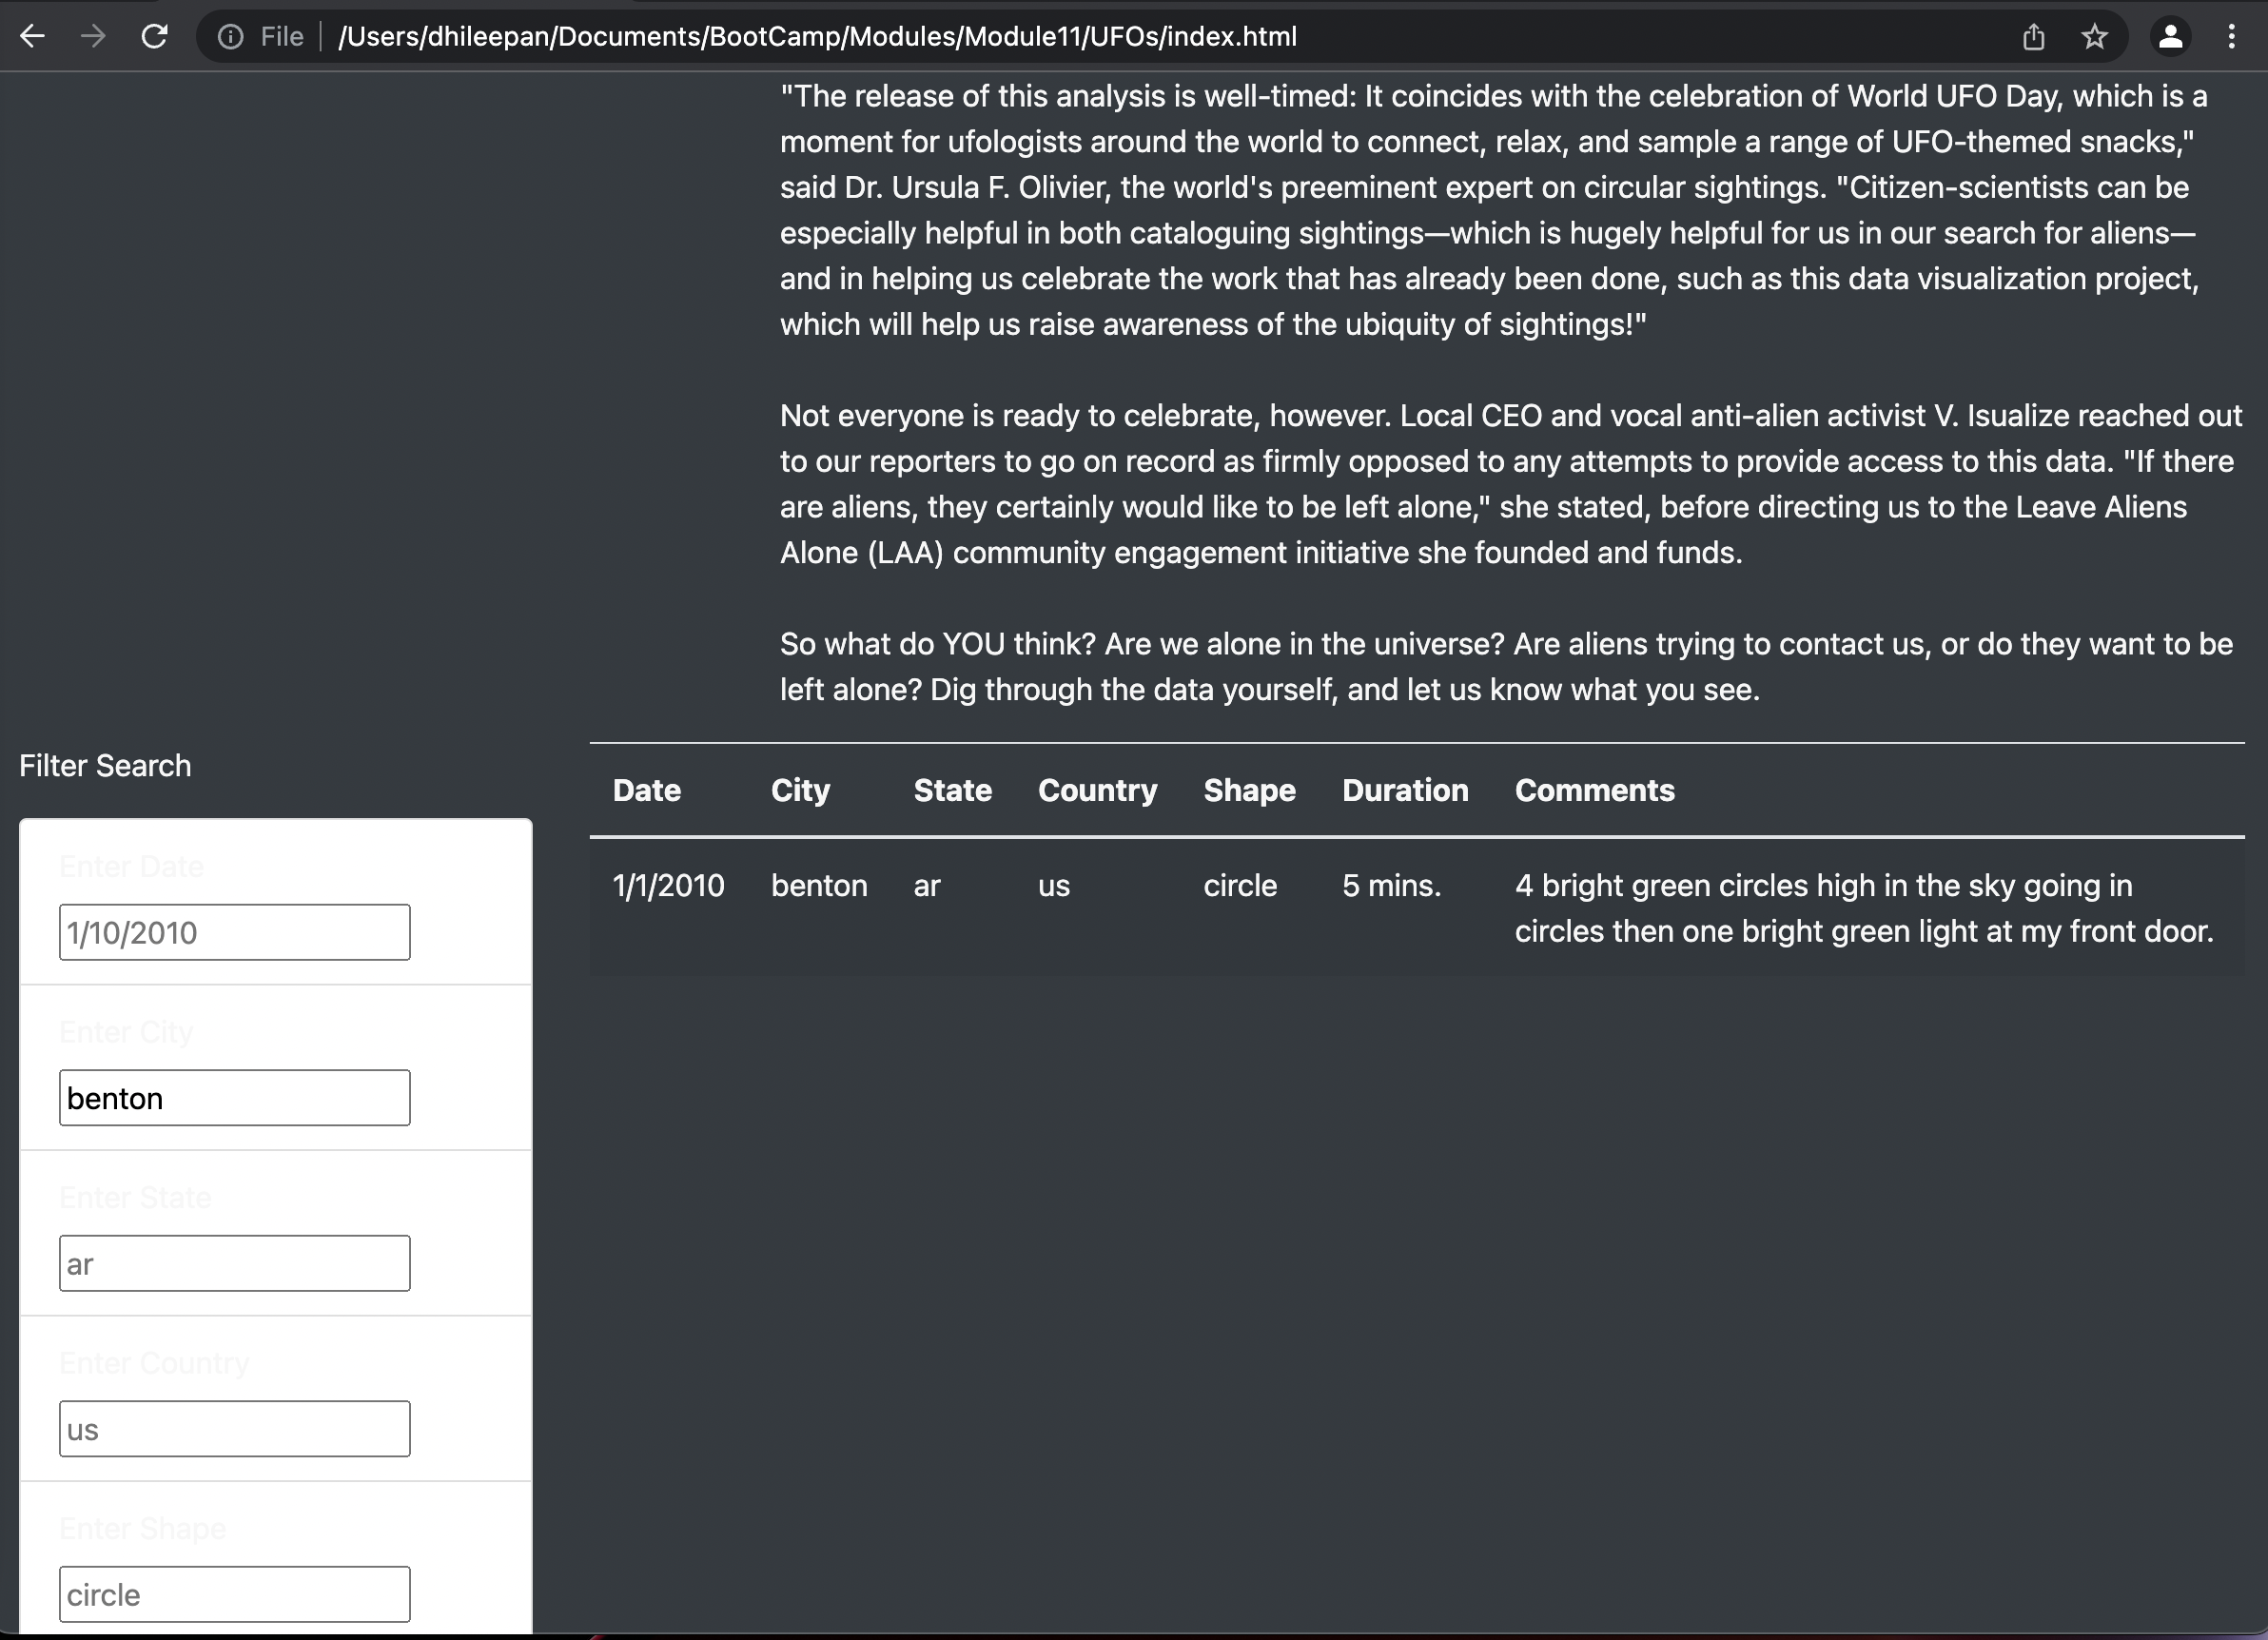 File /Users/dhileepan/Documents/BootCamp/Modules/Module11/UFOs/index.html
"The release of this analysis is well-timed: It coincides with the celebration of World UFO Day, which is a
moment for ufologists around the world to connect, relax, and sample a range of UFO-themed snacks,"
said Dr. Ursula F. Olivier, the world's preeminent expert on circular sightings. "Citizen-scientists can be
especially helpful in both cataloguing sightings—which is hugely helpful for us in our search for aliens—
and in helping us celebrate the work that has already been done, such as this data visualization project,
which will help us raise awareness of the ubiquity of sightings!"
Not everyone is ready to celebrate, however. Local CEO and vocal anti-alien activist V. Isualize reached out
to our reporters to go on record as firmly opposed to any attempts to provide access to this data. "If there
are aliens, they certainly would like to be left alone," she stated, before directing us to the Leave Aliens
Alone (LAA) community engagement initiative she founded and funds.
So what do YOU think? Are we alone in the universe? Are aliens trying to contact us, or do they want to be
left alone? Dig through the data yourself, and let us know what you see.
Filter Search
Enter Date
1/10/2010
Enter City
benton
Enter State
ar
Enter Country
us
Enter Shape
circle
Date City State Country Shape Duration Comments
1/1/2010 benton ar us circle 5 mins. 4 bright green circles high in the sky going in
circles then one bright green light at my front door.